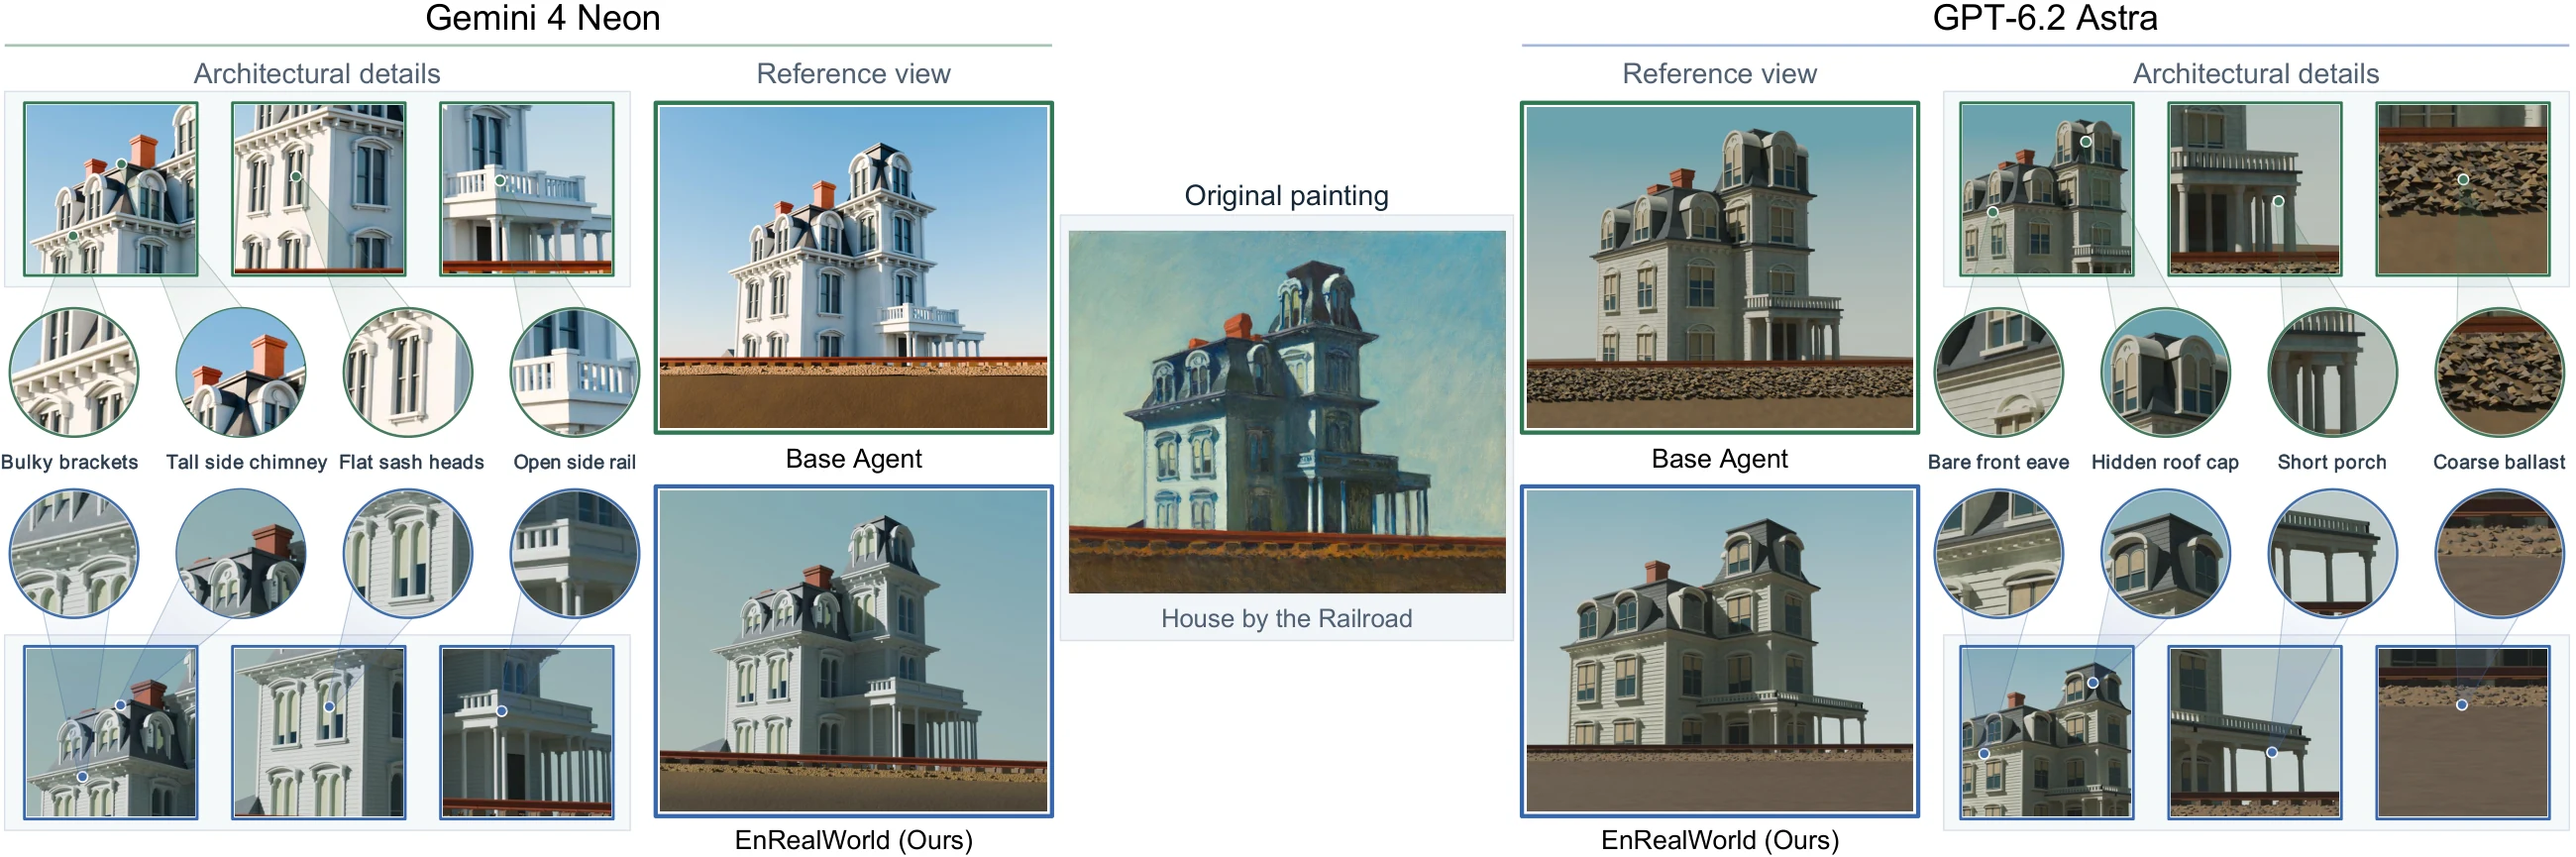 Gemini 4 Neon
GPT-6.2 Astra
Architectural details
Reference view
Reference view
Architectural details
Original painting
House by the Railroad
Base Agent
Base Agent
Bulky brackets
Tall side chimney
Flat sash heads
Open side rail
Bare front eave
Hidden roof cap
Short porch
Coarse ballast
EnRealWorld (Ours)
EnRealWorld (Ours)